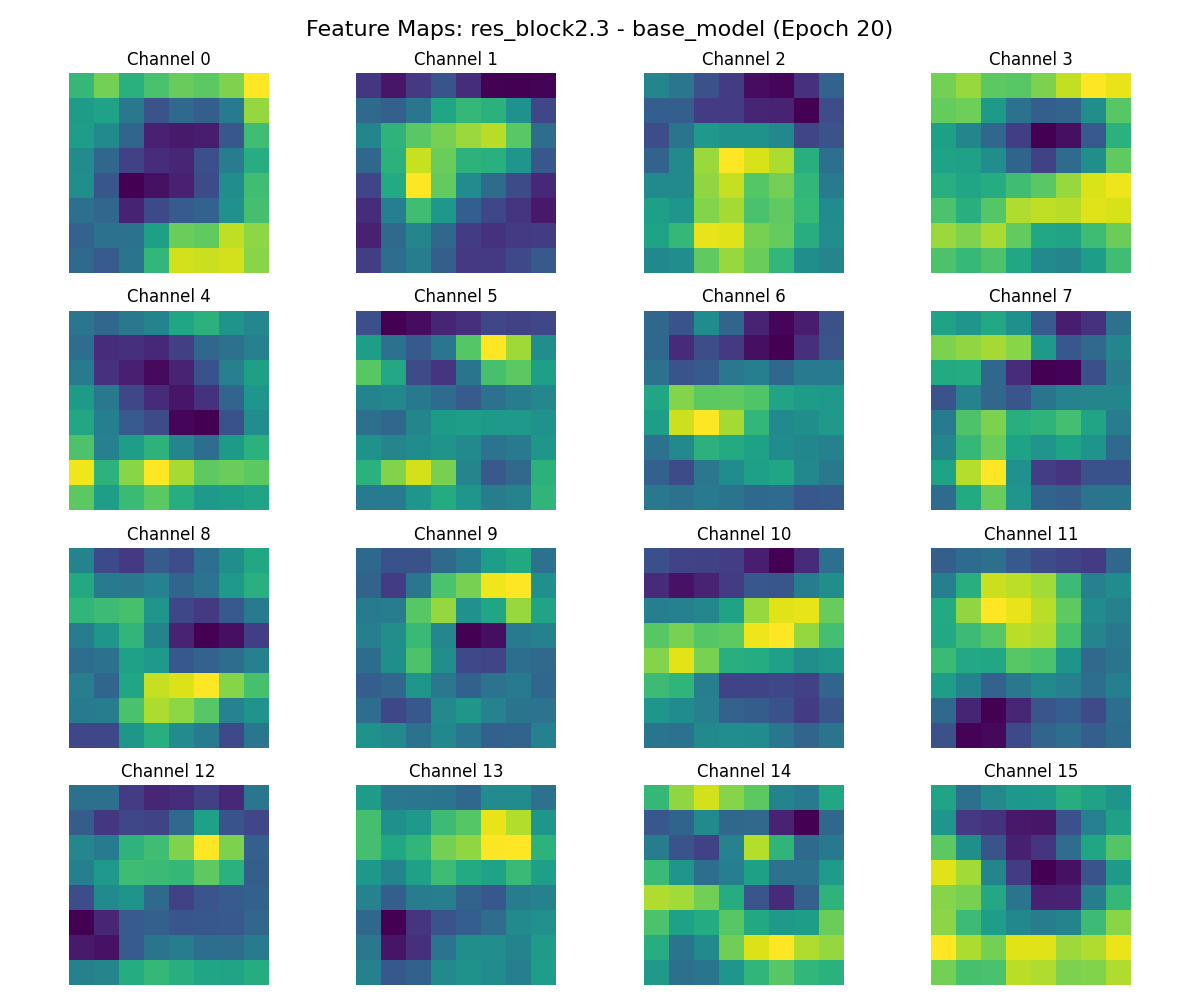 Feature Maps: res_block2.3 - base_model (Epoch 20)
Channel 0
Channel 1
Channel 2
Channel 3
Channel 4
Channel 5
Channel 6
Channel 7
Channel 8
Channel 9
Channel 10
Channel 11
Channel 12
Channel 13
Channel 14
Channel 15